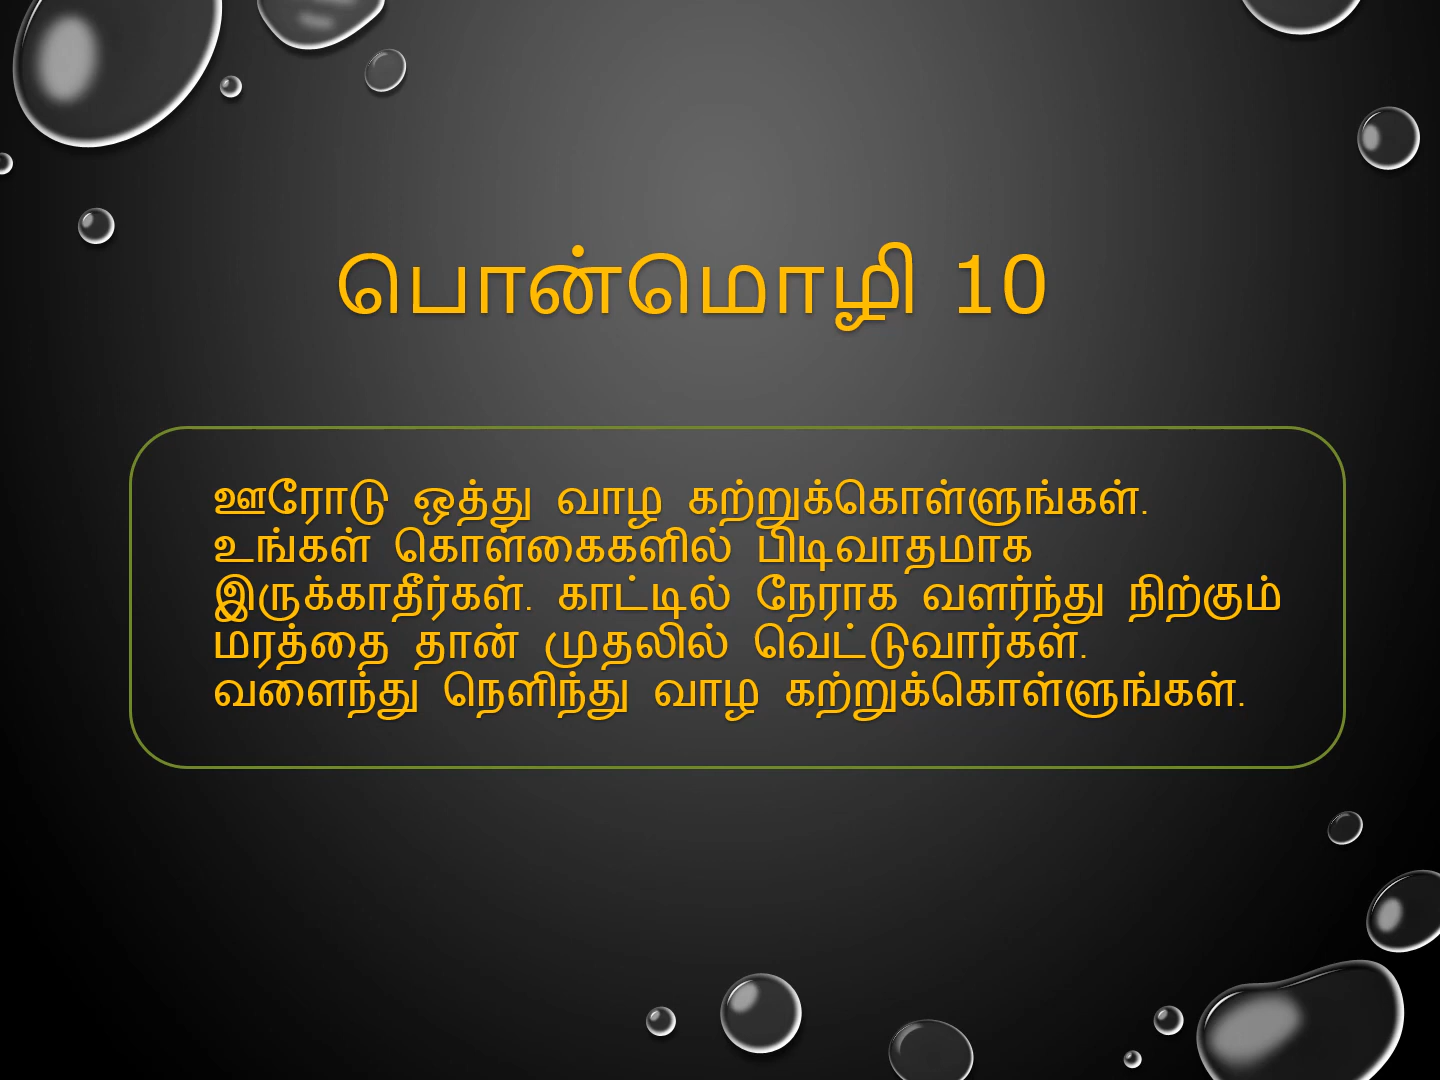 பொன்மொழி 10
ஊரோடு ஒத்து வாழ கற்றுக்கொள்ளுங்கள்.
உங்கள் கொள்கைகளில் பிடிவாதமாக
இருக்காதீர்கள். காட்டில் நேராக வளர்ந்து நிற்கும்
மரத்தை தான் முதலில் வெட்டுவார்கள்.
வளைந்து நெளிந்து வாழ கற்றுக்கொள்ளுங்கள்.